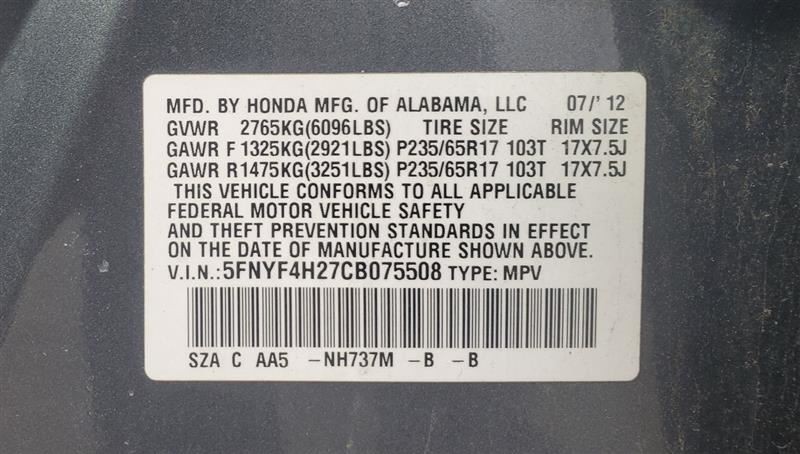 MFD. BY HONDA MFG. OF ALABAMA, LLC 07/'12
GVWR 2765KG(6096LBS) TIRE SIZE RIM SIZE
GAWR F 1325KG(2921LBS) P235/65R17 103T 17X7.5J
GAWR R1475KG(3251LBS) P235/65R17 103T 17X7.5J
THIS VEHICLE CONFORMS TO ALL APPLICABLE
FEDERAL MOTOR VEHICLE SAFETY
AND THEFT PREVENTION STANDARDS IN EFFECT
ON THE DATE OF MANUFACTURE SHOWN ABOVE.
V.I.N.:5FNYF4H27CB075508 TYPE: MPV
SZA C AA5 -NH737M -B -B